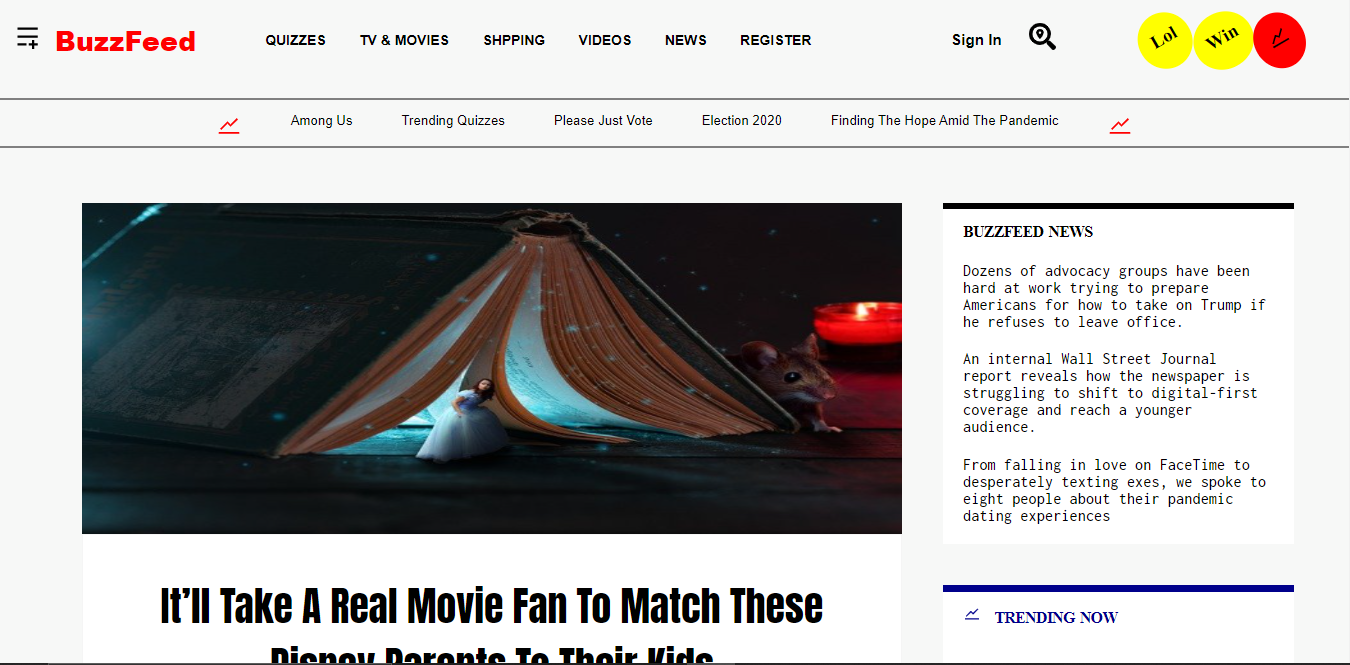 BuzzFeed QUIZZES TV & MOVIES SHPPING VIDEOS NEWS REGISTER Sign In Lol Win
Among Us Trending Quizzes Please Just Vote Election 2020 Finding The Hope Amid The Pandemic
It’ll Take A Real Movie Fan To Match These
Disney Parents To Their Kids
BUZZFEED NEWS
Dozens of advocacy groups have been
hard at work trying to prepare
Americans for how to take on Trump if
he refuses to leave office.
An internal Wall Street Journal
report reveals how the newspaper is
struggling to shift to digital-first
coverage and reach a younger
audience.
From falling in love on FaceTime to
desperately texting exes, we spoke to
eight people about their pandemic
dating experiences
TRENDING NOW